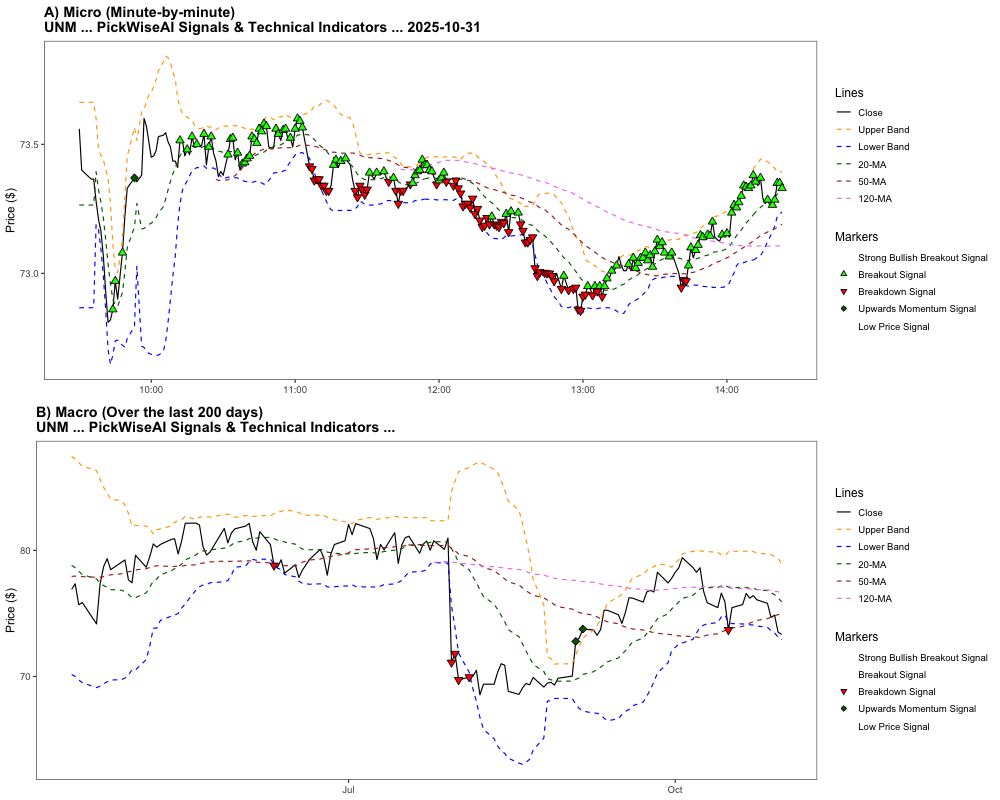 A) Micro (Minute-by-minute)
UNM ... PickWiseAI Signals & Technical Indicators ... 2025-10-31
Price ($)
73.5
73.0
10:00
11:00
12:00
13:00
14:00
Lines
Close
Upper Band
Lower Band
20-MA
50-MA
120-MA
Markers
Strong Bullish Breakout Signal
Breakout Signal
Breakdown Signal
Upwards Momentum Signal
Low Price Signal
B) Macro (Over the last 200 days)
UNM ... PickWiseAI Signals & Technical Indicators ...
Price ($)
80
70
Jul
Oct
Lines
Close
Upper Band
Lower Band
20-MA
50-MA
120-MA
Markers
Strong Bullish Breakout Signal
Breakout Signal
Breakdown Signal
Upwards Momentum Signal
Low Price Signal